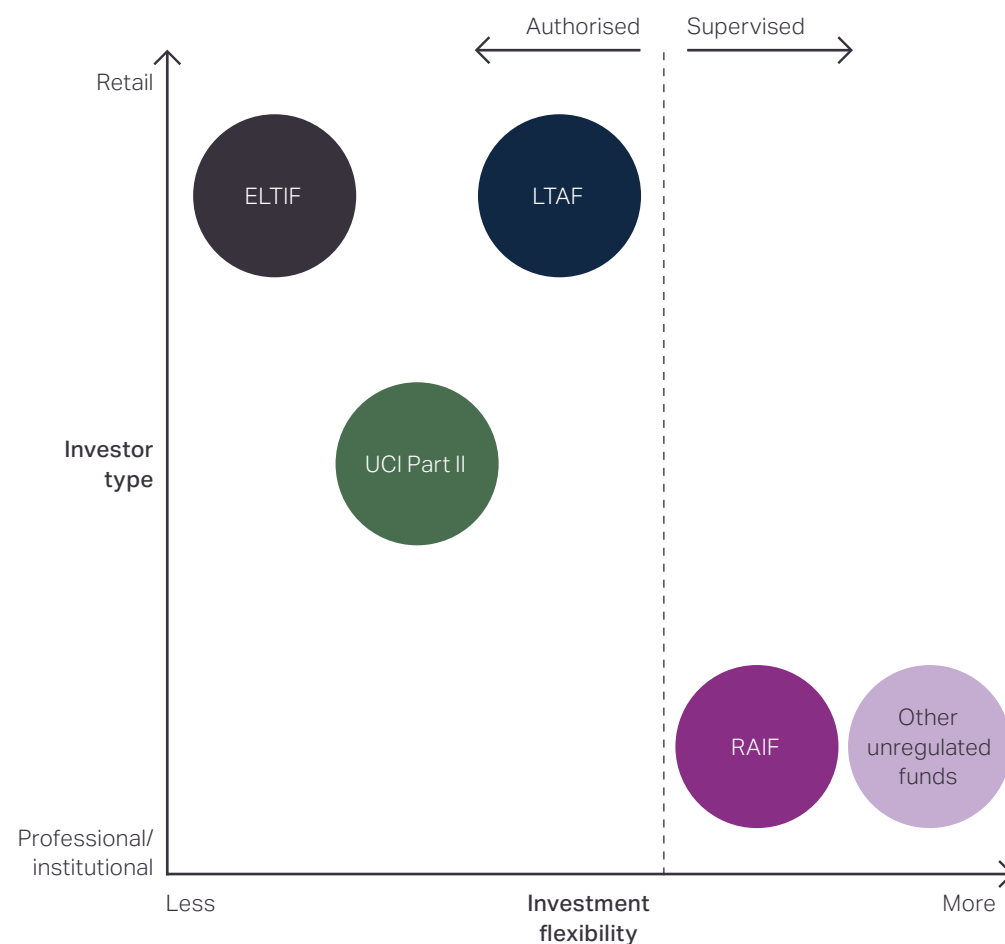 Authorised
Supervised
Retail
ELTIF
LTAF
Investor
type
UCI Part II
RAIF
Other
unregulated
funds
Professional/
institutional
Less
Investment
flexibility
More